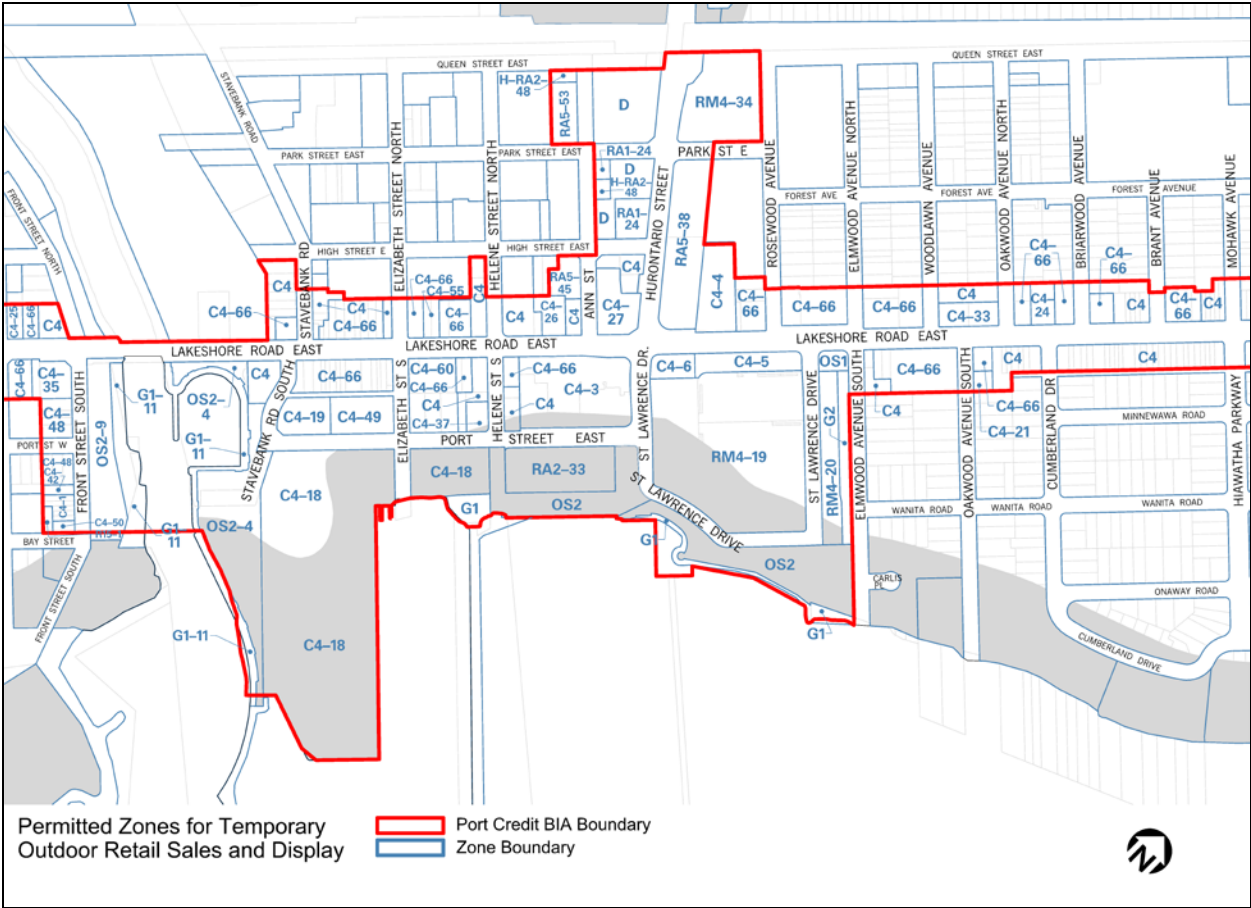 QUEEN STREET EAST
QUEEN STREET EAST
STAVEBANK ROAD
H-RA2-
48
RA5-53
D
RM4-34
ELIZABETH STREET NORTH
HELENE STREET NORTH
PARK STREET EAST
PARK STREET EAST
RA1-24
D
H-RA2-
48
D
RA1-
24
PARK ST E
HURONTARIO STREET
RA5-38
ROSEWOOD AVENUE
ELMWOOD AVENUE NORTH
WOODLAWN AVENUE
OAKWOOD AVENUE NORTH
BRIARWOOD AVENUE
BRANT AVENUE
MOHAWK AVENUE
FOREST AVE
FOREST AVE
FOREST AVENUE
FRONT STREET NORTH
STAVEBANK RD
HIGH STREET E
HIGH STREET EAST
ANN ST
C4-25
C4-66
C4
C4-66
C4
C4
C4-66
C4-66
C4-55
C4-
66
C4
C4
RA5-
45
C4-
26
C4
C4
C4-
27
C4-4
C4-
66
C4-66
C4-66
C4
C4-33
C4-
66
C4-
24
C4-
66
C4
C4-
66
C4
LAKESHORE ROAD EAST
LAKESHORE ROAD EAST
LAKESHORE ROAD EAST
C4-66
C4-
35
C4-
48
PORT ST W
C4-48
C4-
42
C4-1
C4-50
BAY STREET
FRONT STREET SOUTH
FRONT STREET SOUTH
OS2-9
G1-
11
G1
11
OS2-
4
G1-
11
C4
STAVEBANK RD SOUTH
C4-66
C4-19
C4-49
ELIZABETH ST S
C4-60
C4-66
C4
C4-37
HELENE ST S
C4-66
C4-3
C4
PORT STREET EAST
ST LAWRENCE DR.
C4-6
C4-5
OS1
ST LAWRENCE DRIVE
G2
RM4-20
RM4-19
ELMWOOD AVENUE SOUTH
C4-66
C4
OAKWOOD AVENUE SOUTH
C4
C4-66
C4-21
CUMBERLAND DR
C4
MINNEWAWA ROAD
HIAWATHA PARKWAY
WANITA ROAD
WANITA ROAD
WANITA ROAD
ONAWAY ROAD
CARLIS
PL
CUMBERLAND DRIVE
C4-18
C4-18
RA2-33
OS2
G1
OS2-4
ST LAWRENCE DRIVE
G1
OS2
G1
G1-11
C4-18
Permitted Zones for Temporary
Outdoor Retail Sales and Display
Port Credit BIA Boundary
Zone Boundary
N